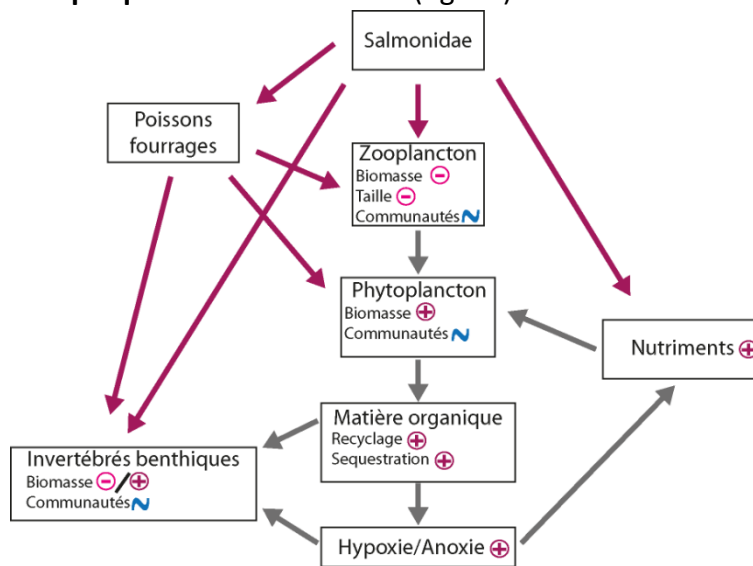 Salmonidae
Poissons
fourrages
Zooplancton
Biomasse ⊖
Taille ⊖
Communautés
Phytoplancton
Biomasse ⊕
Communautés
Nutriments ⊕
Matière organique
Recyclage ⊕
Sequestration ⊕
Invertébrés benthiques
Biomasse ⊖/⊕
Communautés
Hypoxie/Anoxie ⊕